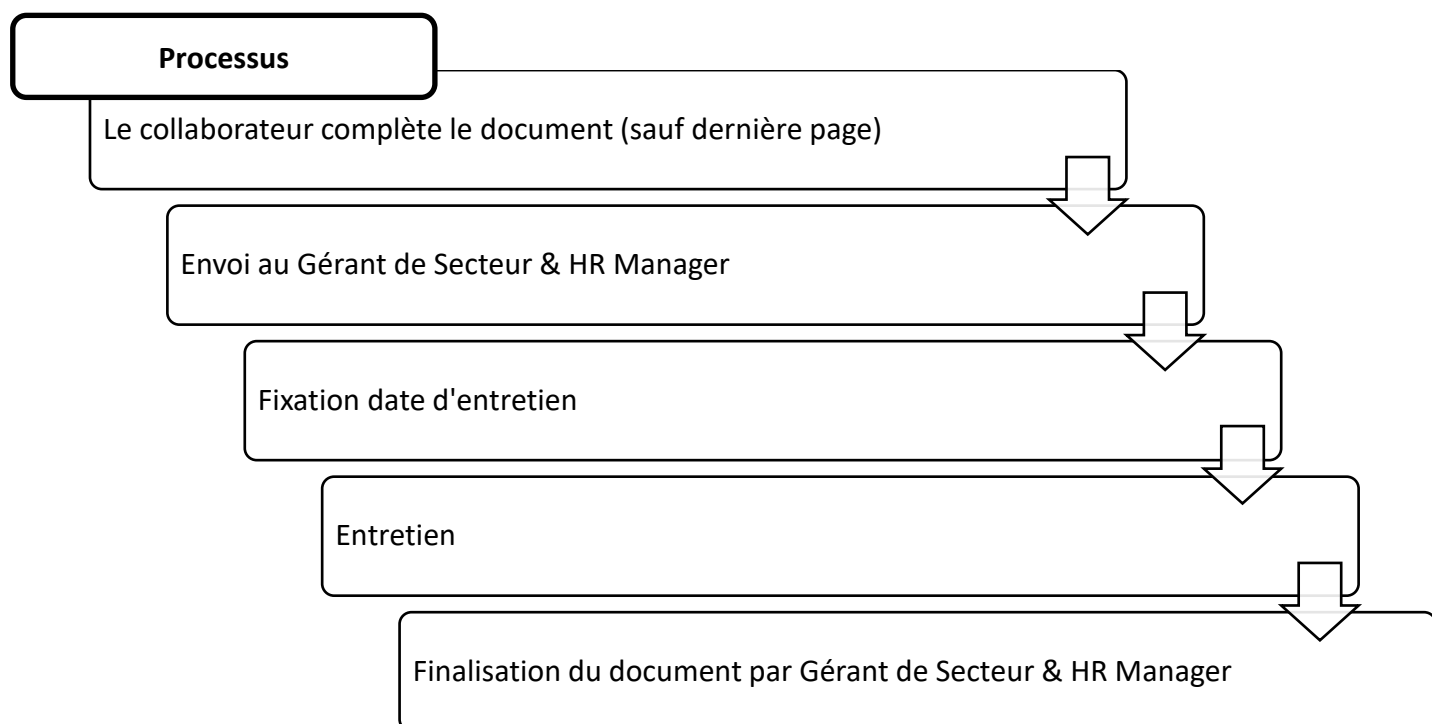 Processus
Le collaborateur complète le document (sauf dernière page)
Envoi au Gérant de Secteur & HR Manager
Fixation date d'entretien
Entretien
Finalisation du document par Gérant de Secteur & HR Manager